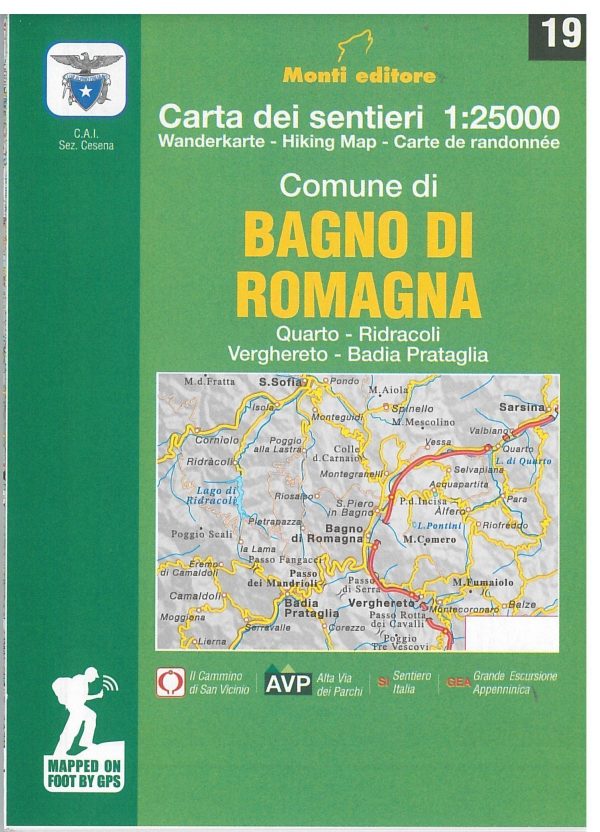 19
Monti editore
C.A.I.
Sez. Cesena
Carta dei sentieri 1:25000
Wanderkarte - Hiking Map - Carte de randonnée
Comune di
BAGNO DI
ROMAGNA
Quarto - Ridracoli
Verghereto - Badia Prataglia
M.d.Fratta
S.Sofia
Pondo
M.Aiola
Isola
Spinello
Sarsina
Monteguidi
M.Mescolino
Corniolo
Poggio
alla Lastra
Vessa
Valbiano
Colle
d.Carnaio
Quarto
Ridràcoli
L. di Quarto
Montegranelli
Selvapiana
Acquapartita
Lago di
Ridracoli
Riosalso
S.Piero
in Bagno
P.d.Incisa
Para
Alfero
Pietrapazza
Bagno
di Romagna
L.Pontini
Riofreddo
Poggio Scali
la Lama
M.Comero
Eremo
di Camaldoli
Passo Fangacci
Passo
dei Mandrioli
Passo
di Serra
M.Fumaiolo
Camaldoli
Badia
Prataglia
Verghereto
Montecoronaro
Balze
Moggiona
Passo Rotta
dei Cavalli
Serravalle
Corezzo
Lierna
Poggio
Tre Vescovi
Il Cammino
di San Vicinio
AVP
Alta Via
dei Parchi
SI
Sentiero
Italia
GEA
Grande Escursione
Appenninica
MAPPED ON
FOOT BY GPS